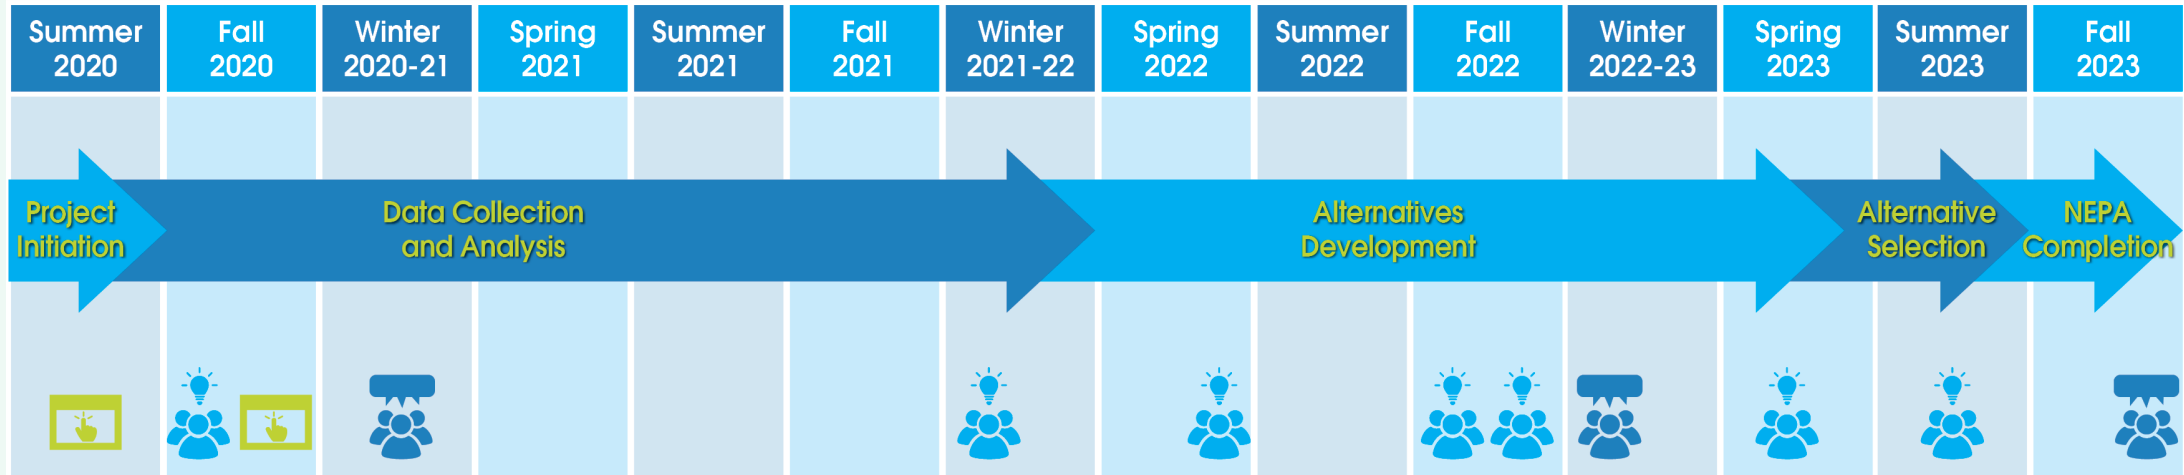 Summer
2020
Fall
2020
Winter
2020-21
Spring
2021
Summer
2021
Fall
2021
Winter
2021-22
Spring
2022
Summer
2022
Fall
2022
Winter
2022-23
Spring
2023
Summer
2023
Fall
2023
Project
Initiation
Data Collection
and Analysis
Alternatives
Development
Alternative
Selection
NEPA
Completion